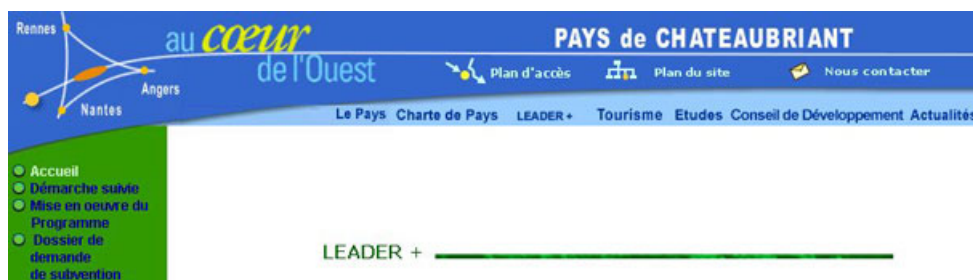 Rennes
au cœur
de l'Ouest
Angers
Nantes
PAYS de CHATEAUBRIANT
Plan d'accès Plan du site Nous contacter
Le Pays Charte de Pays LEADER + Tourisme Etudes Conseil de Développement Actualités
Accueil
Démarche suivie
Mise en oeuvre du
Programme
Dossier de
demande
de subvention
LEADER +